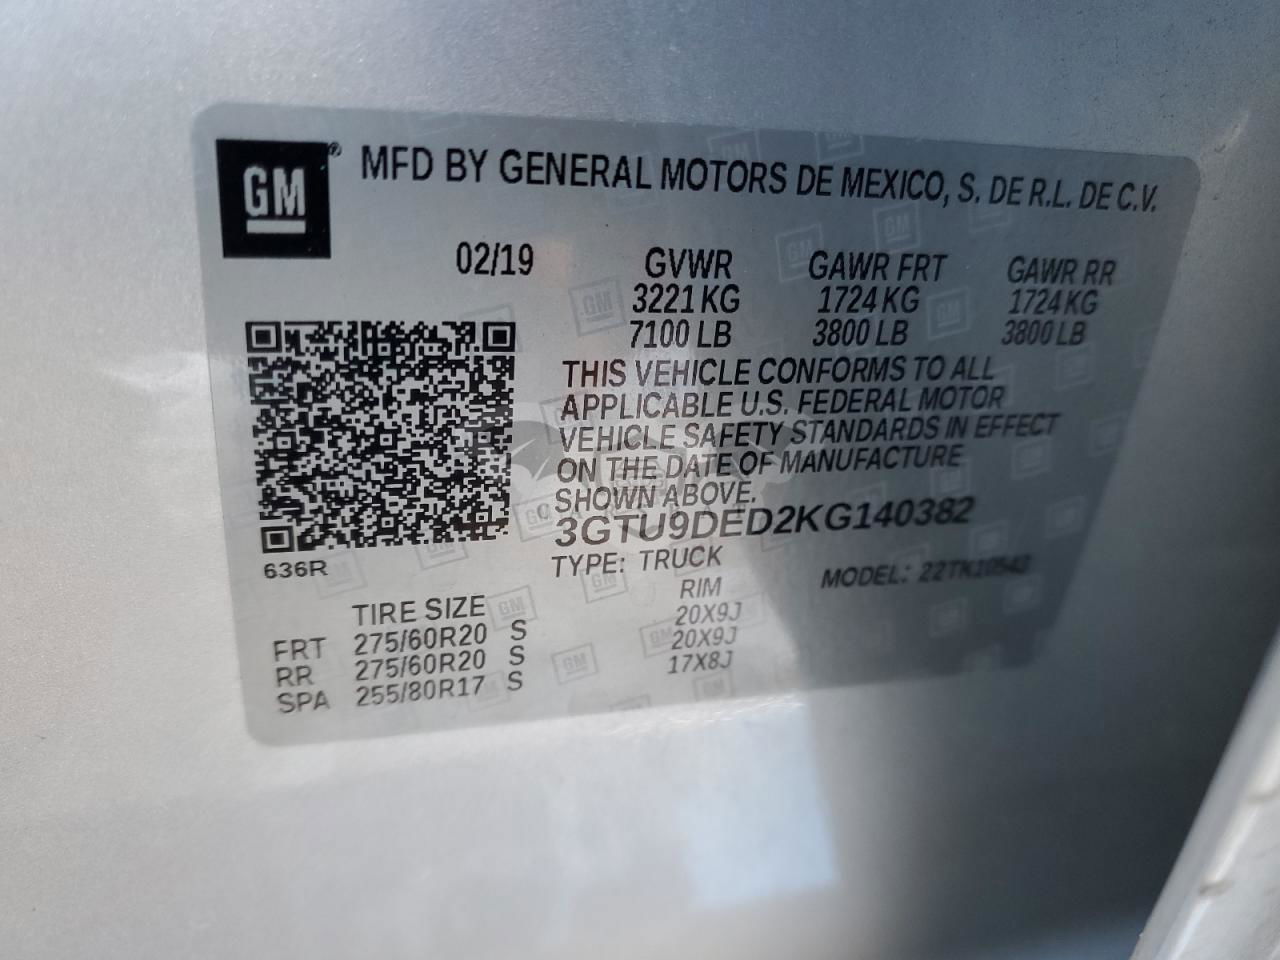 GM® MFD BY GENERAL MOTORS DE MEXICO, S. DE R.L. DE C.V.
02/19 GVWR GAWR FRT GAWR RR
3221 KG 1724 KG 1724 KG
7100 LB 3800 LB 3800 LB
THIS VEHICLE CONFORMS TO ALL
APPLICABLE U.S. FEDERAL MOTOR
VEHICLE SAFETY STANDARDS IN EFFECT
ON THE DATE OF MANUFACTURE
SHOWN ABOVE.
3GTU9DED2KG140382
636R TYPE: TRUCK MODEL: 22TK10543
TIRE SIZE RIM
FRT 275/60R20 S 20X9J
RR 275/60R20 S 20X9J
SPA 255/80R17 S 17X8J